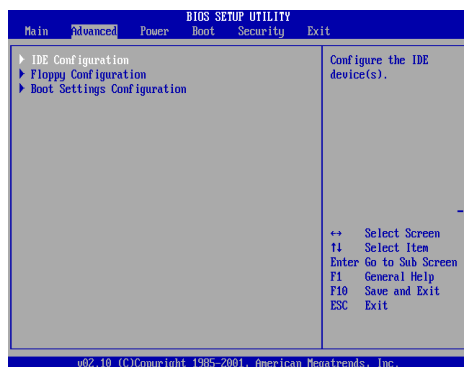 BIOS SETUP UTILITY
Main Advanced Power Boot Security Exit
IDE Configuration
Floppy Configuration
Boot Settings Configuration
Configure the IDE
device(s).
↔ Select Screen
↑↓ Select Item
Enter Go to Sub Screen
F1 General Help
F10 Save and Exit
ESC Exit
v02.10 (C)Copyright 1985-2001, American Megatrends, Inc.